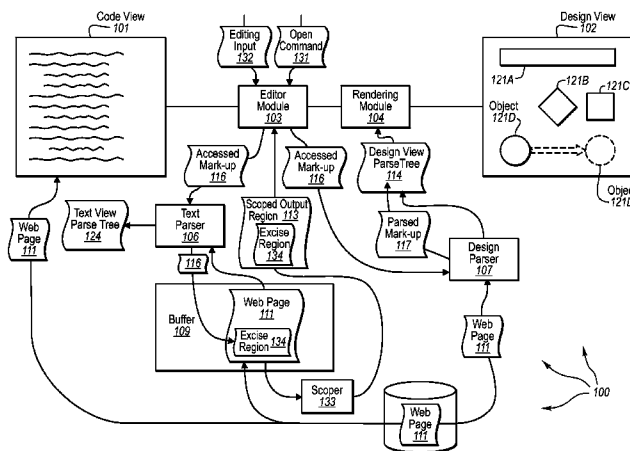 Code View
101
Editing
Input
132
Open
Command
131
Design View
102
121A
121B
121C
Object
121D
Object
121D
Editor
Module
103
Rendering
Module
104
Accessed
Mark-up
116
Accessed
Mark-up
116
Design View
ParseTree
114
Scoped Output
Region 113
Excise
Region
134
Parsed
Mark-up
117
Web
Page
111
Text View
Parse Tree
124
Text
Parser
106
116
Design
Parser
107
Buffer
109
Web Page
111
Excise
Region 134
Web
Page
111
Scoper
133
Web
Page
111
100